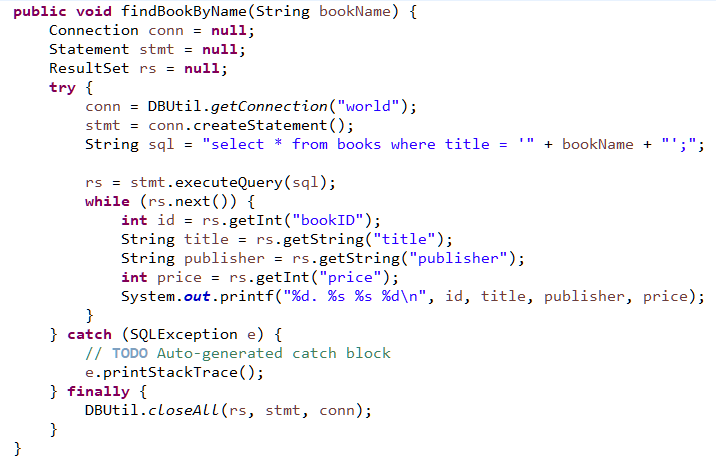 public void findBookByName(String bookName) {
    Connection conn = null;
    Statement stmt = null;
    ResultSet rs = null;
    try {
        conn = DBUtil.getConnection("world");
        stmt = conn.createStatement();
        String sql = "select * from books where title = '" + bookName + "';";

        rs = stmt.executeQuery(sql);
        while (rs.next()) {
            int id = rs.getInt("bookID");
            String title = rs.getString("title");
            String publisher = rs.getString("publisher");
            int price = rs.getInt("price");
            System.out.printf("%d. %s %s %d\n", id, title, publisher, price);
        }
    } catch (SQLException e) {
        // TODO Auto-generated catch block
        e.printStackTrace();
    } finally {
        DBUtil.closeAll(rs, stmt, conn);
    }
}